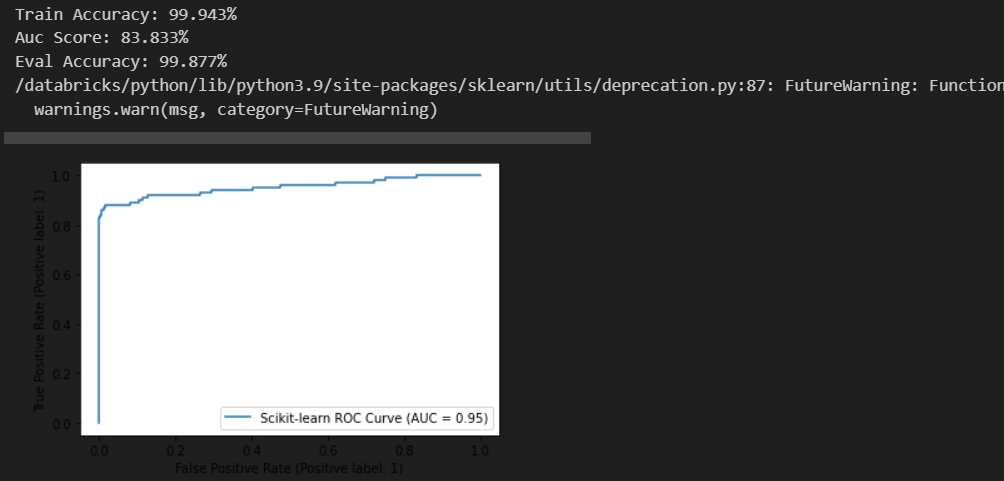 Train Accuracy: 99.943%
Auc Score: 83.833%
Eval Accuracy: 99.877%
/databricks/python/lib/python3.9/site-packages/sklearn/utils/deprecation.py:87: FutureWarning: Function
warnings.warn(msg, category=FutureWarning)
True Positive Rate (Positive label: 1)
1.0
0.8
0.6
0.4
0.2
0.0
Scikit-learn ROC Curve (AUC = 0.95)
0.0 0.2 0.4 0.6 0.8 1.0
False Positive Rate (Positive label: 1)